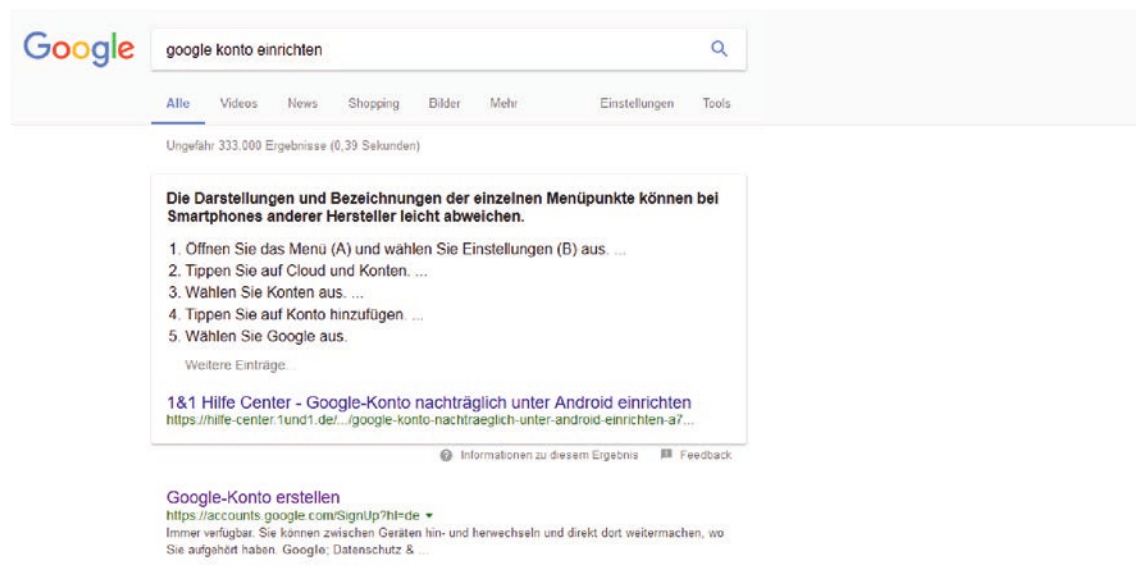 Google google konto einrichten
Alle Videos News Shopping Bilder Mehr Einstellungen Tools
Ungefähr 333.000 Ergebnisse (0,39 Sekunden)
Die Darstellungen und Bezeichnungen der einzelnen Menüpunkte können bei
Smartphones anderer Hersteller leicht abweichen.
1. Öffnen Sie das Menü (A) und wählen Sie Einstellungen (B) aus. ...
2. Tippen Sie auf Cloud und Konten. ...
3. Wählen Sie Konten aus. ...
4. Tippen Sie auf Konto hinzufügen. ...
5. Wählen Sie Google aus.
Weitere Einträge...
1&1 Hilfe Center - Google-Konto nachträglich unter Android einrichten
https://hilfe-center.1und1.de/.../google-konto-nachtraeglich-unter-android-einrichten-a7...
Informationen zu diesem Ergebnis Feedback
Google-Konto erstellen
https://accounts.google.com/SignUp?hl=de
Immer verfügbar. Sie können zwischen Geräten hin- und herwechseln und direkt dort weitermachen, wo
Sie aufgehört haben. Google; Datenschutz & ...